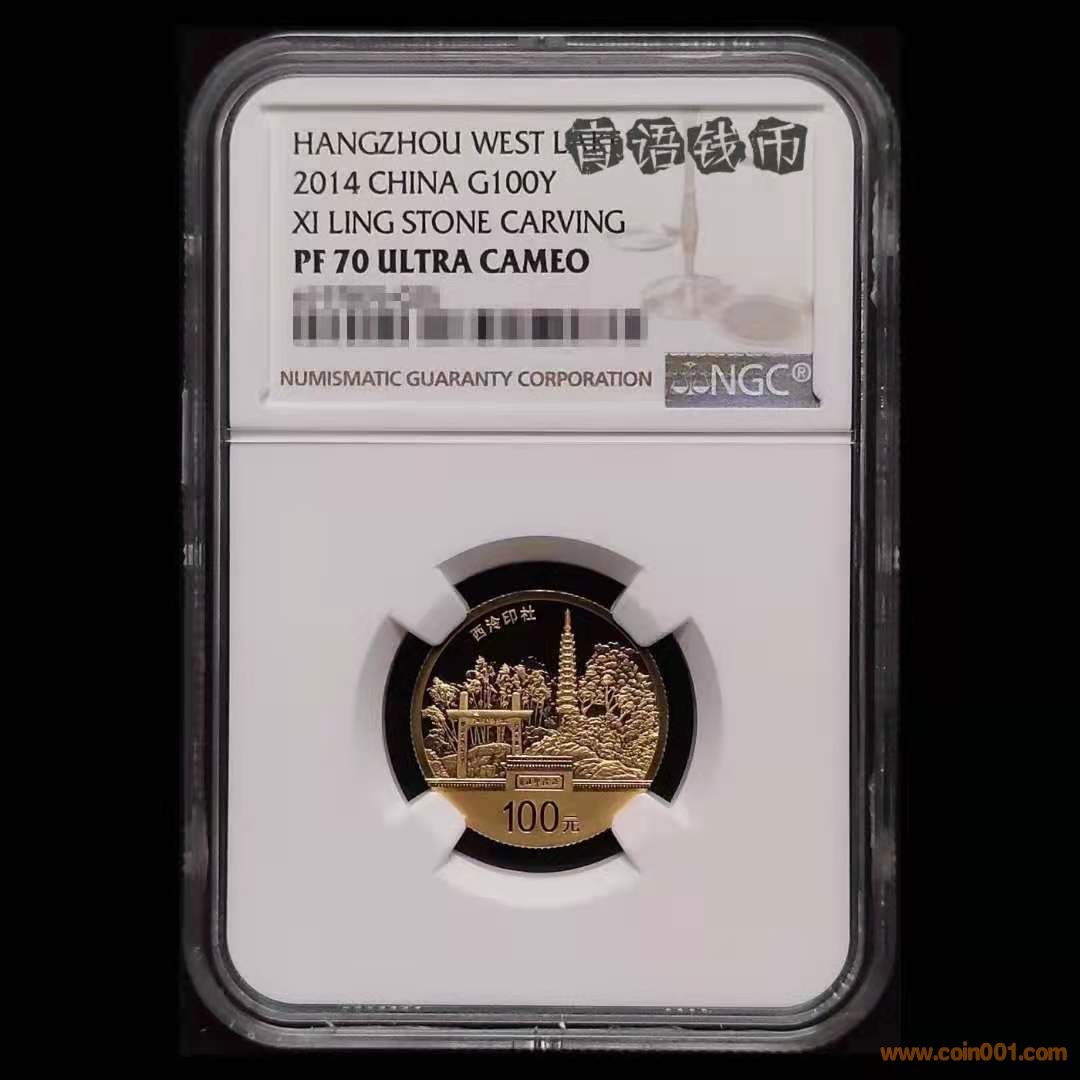 HANGZHOU WEST LAKE
语钱币
2014 CHINA G100Y
XI LING STONE CARVING
PF 70 ULTRA CAMEO
NUMISMATIC GUARANTY CORPORATION
NGC®
西泠印社
100元
www.coin001.com